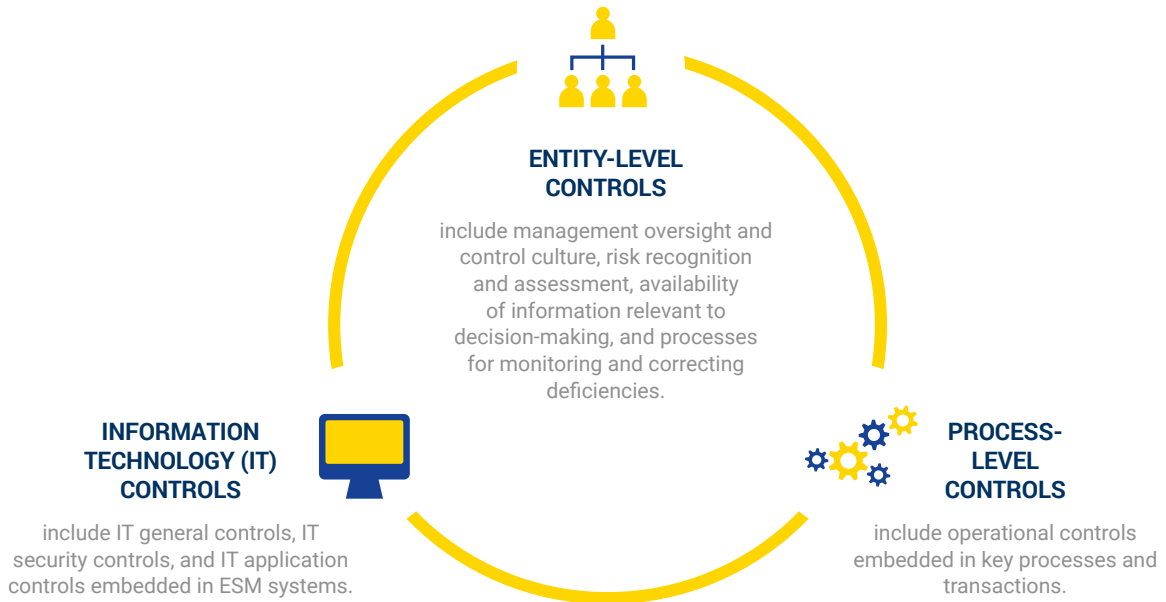 ENTITY-LEVEL
CONTROLS
include management oversight and
control culture, risk recognition
and assessment, availability
of information relevant to
decision-making, and processes
for monitoring and correcting
deficiencies.
INFORMATION
TECHNOLOGY (IT)
CONTROLS
include IT general controls, IT
security controls, and IT application
controls embedded in ESM systems.
PROCESS-
LEVEL
CONTROLS
include operational controls
embedded in key processes and
transactions.